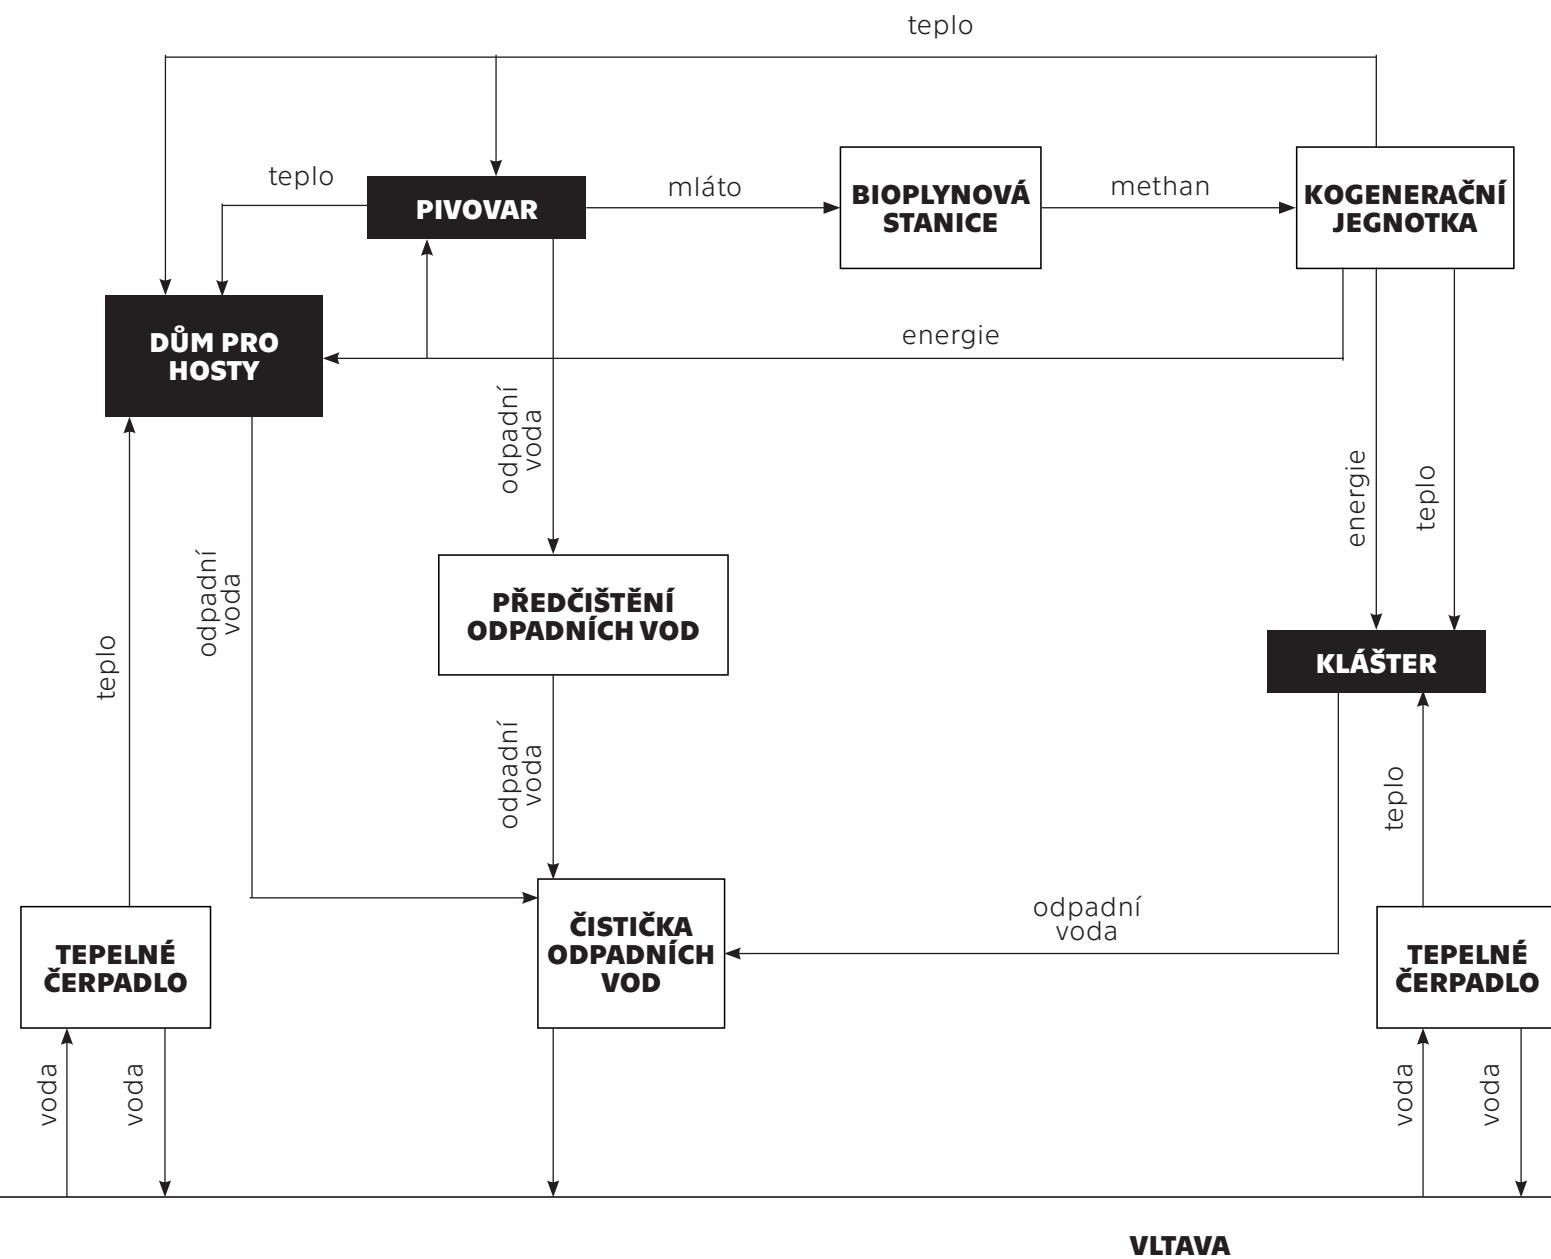 teplo
teplo
PIVOVAR
mláto
BIOPLYNOVÁ
STANICE
methan
KOGENERAČNÍ
JEGNOTKA
DŮM PRO
HOSTY
energie
odpadní
voda
energie
teplo
odpadní
voda
PŘEDČIŠTĚNÍ
ODPADNÍCH VOD
teplo
KLÁŠTER
odpadní
voda
teplo
odpadní
voda
TEPELNÉ
ČERPADLO
ČISTIČKA
ODPADNÍCH
VOD
TEPELNÉ
ČERPADLO
voda
voda
voda
voda
VLTAVA